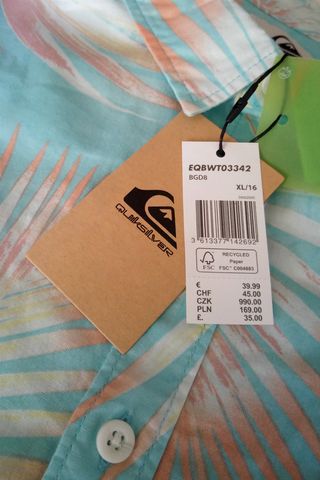 QUIKSILVER
EQBWT03342
BGD8
XL/16
3 613377 142692
FSC
RECYCLED
Paper
FSC® C004683
€ 39.99
CHF 45.00
CZK 990.00
PLN 169.00
£. 35.00